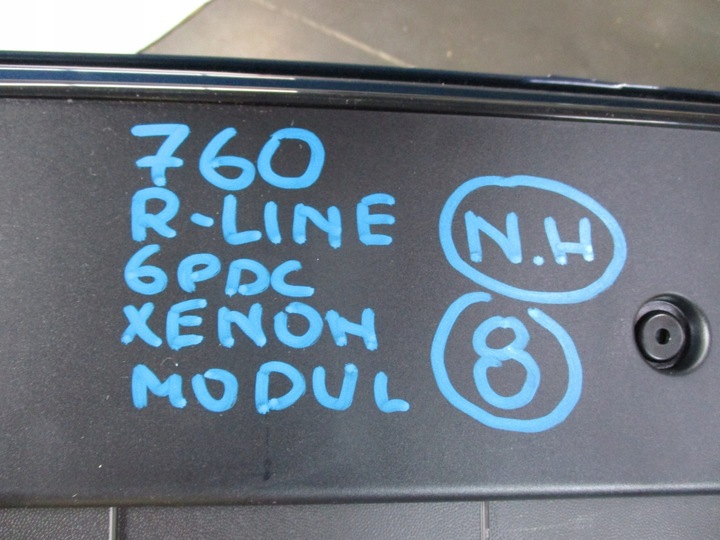 760
R-LINE
6PDC
XENON
MODUL
N.H
8